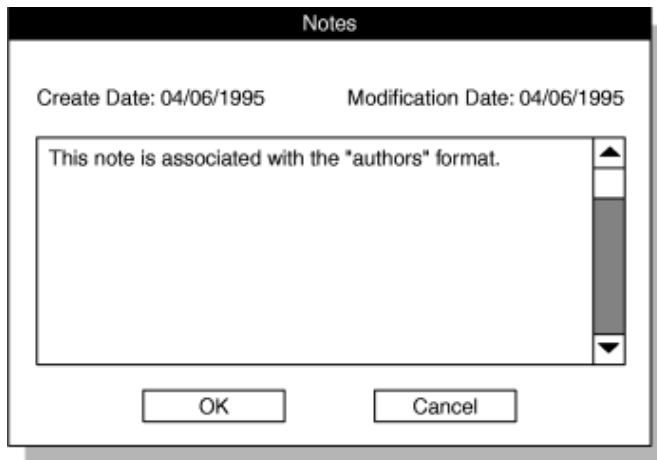 Notes
Create Date: 04/06/1995 Modification Date: 04/06/1995
This note is associated with the "authors" format.
OK Cancel